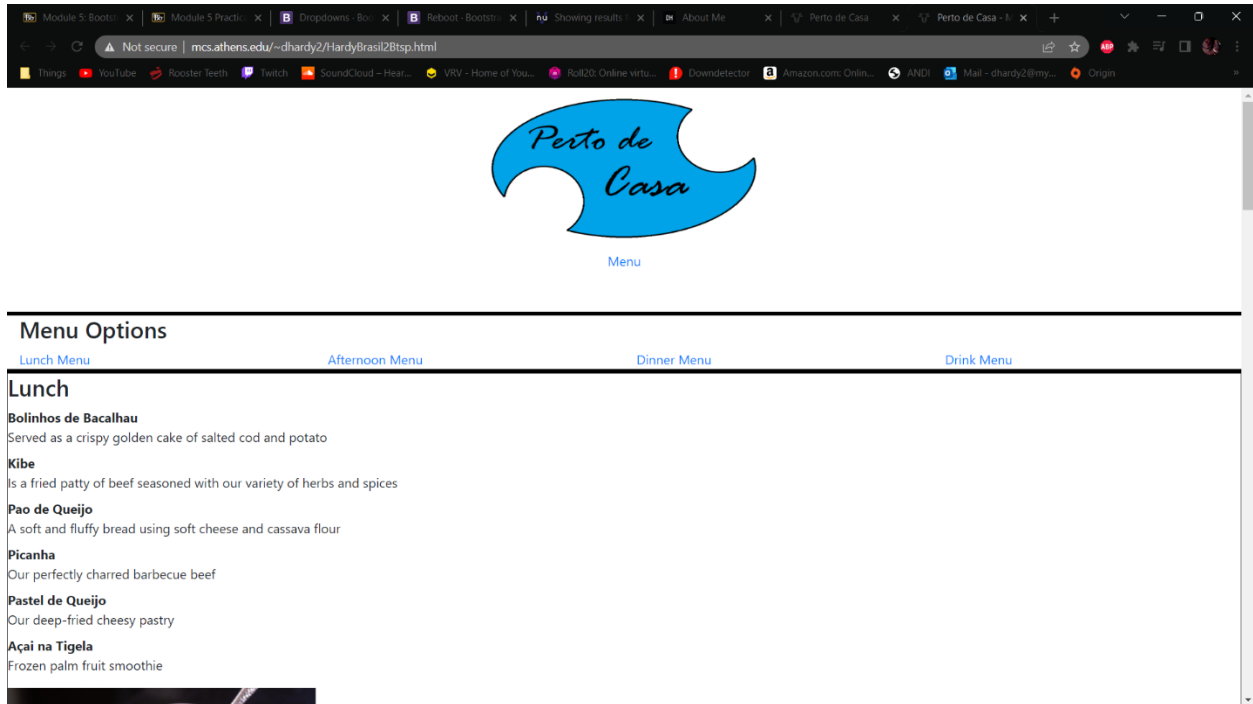 Module 5: Bootst
Module 5 Practic
Dropdowns · Boo
Reboot · Bootstra
Showing results f
About Me
Perto de Casa
Perto de Casa - M
Not secure | mcs.athens.edu/~dhardy2/HardyBrasil2Btsp.html
ABP
Things
YouTube
Rooster Teeth
Twitch
SoundCloud – Hear...
VRV - Home of You...
Roll20: Online virtu...
Downdetector
Amazon.com: Onlin...
ANDI
Mail - dhardy2@my...
Origin
Perto de
Casa
Menu
Menu Options
Lunch Menu
Afternoon Menu
Dinner Menu
Drink Menu
Lunch
Bolinhos de Bacalhau
Served as a crispy golden cake of salted cod and potato
Kibe
Is a fried patty of beef seasoned with our variety of herbs and spices
Pao de Queijo
A soft and fluffy bread using soft cheese and cassava flour
Picanha
Our perfectly charred barbecue beef
Pastel de Queijo
Our deep-fried cheesy pastry
Açai na Tigela
Frozen palm fruit smoothie